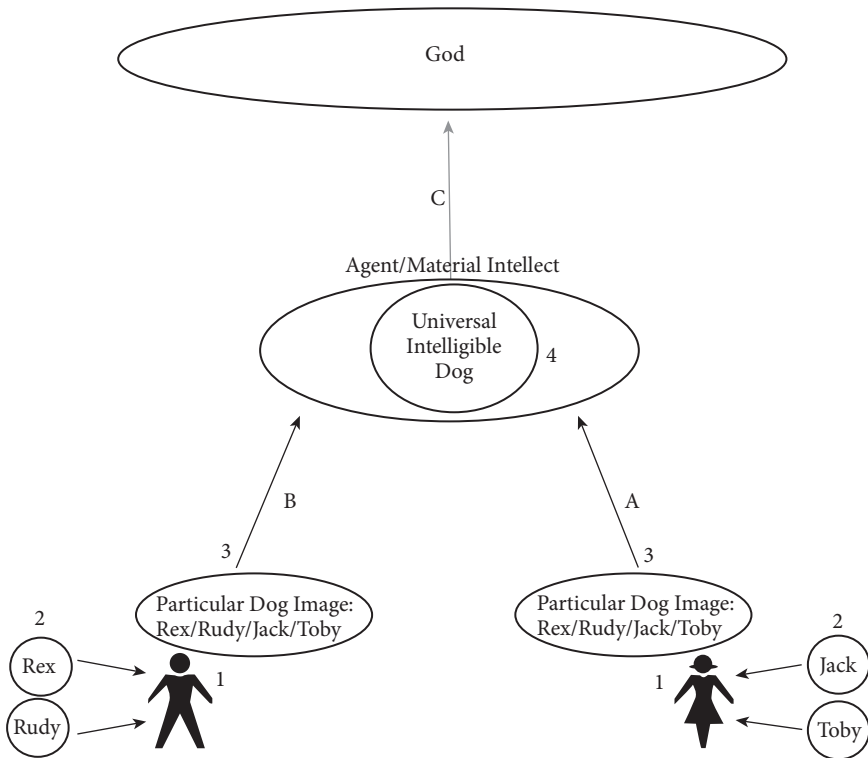 God
C
Agent/Material Intellect
Universal
Intelligible
Dog
4
B
A
3
3
Particular Dog Image:
Rex/Rudy/Jack/Toby
Particular Dog Image:
Rex/Rudy/Jack/Toby
2
2
Rex
1
1
Jack
Rudy
Toby